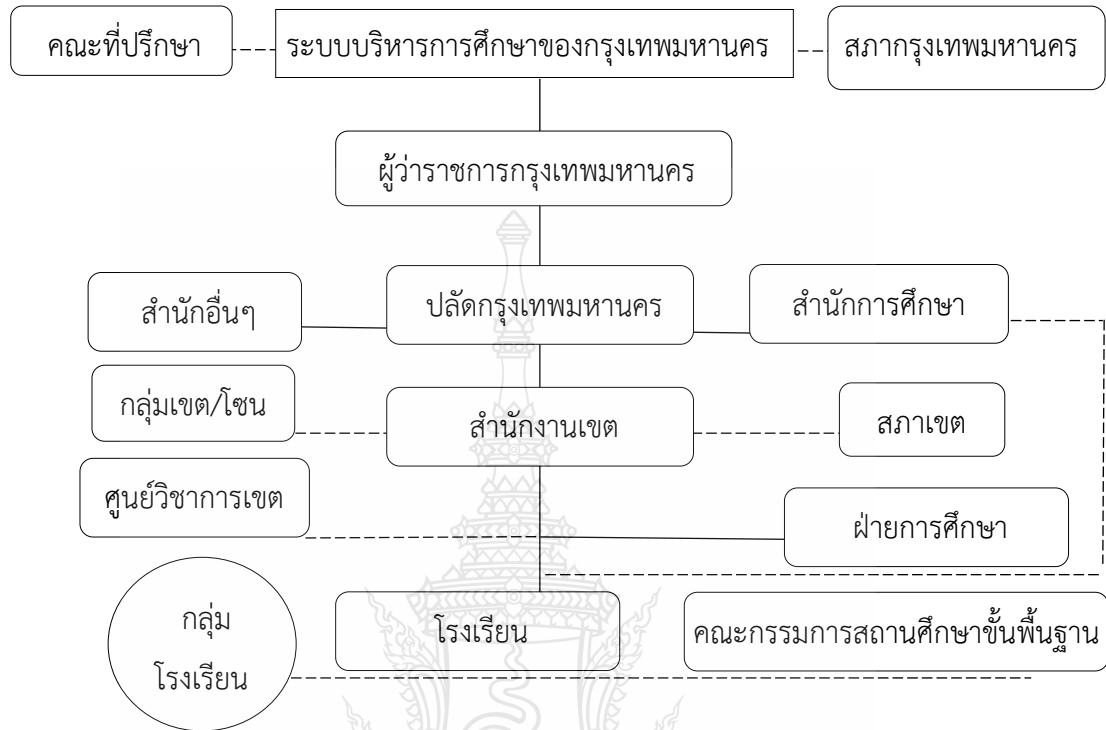 คณะที่ปรึกษา
ระบบบริหารการศึกษาของกรุงเทพมหานคร
สภากรุงเทพมหานคร
ผู้ว่าราชการกรุงเทพมหานคร
สำนักอื่นๆ
ปลัดกรุงเทพมหานคร
สำนักการศึกษา
กลุ่มเขต/โซน
สำนักงานเขต
สภาเขต
ศูนย์วิชาการเขต
ฝ่ายการศึกษา
กลุ่ม
โรงเรียน
โรงเรียน
คณะกรรมการสถานศึกษาขั้นพื้นฐาน